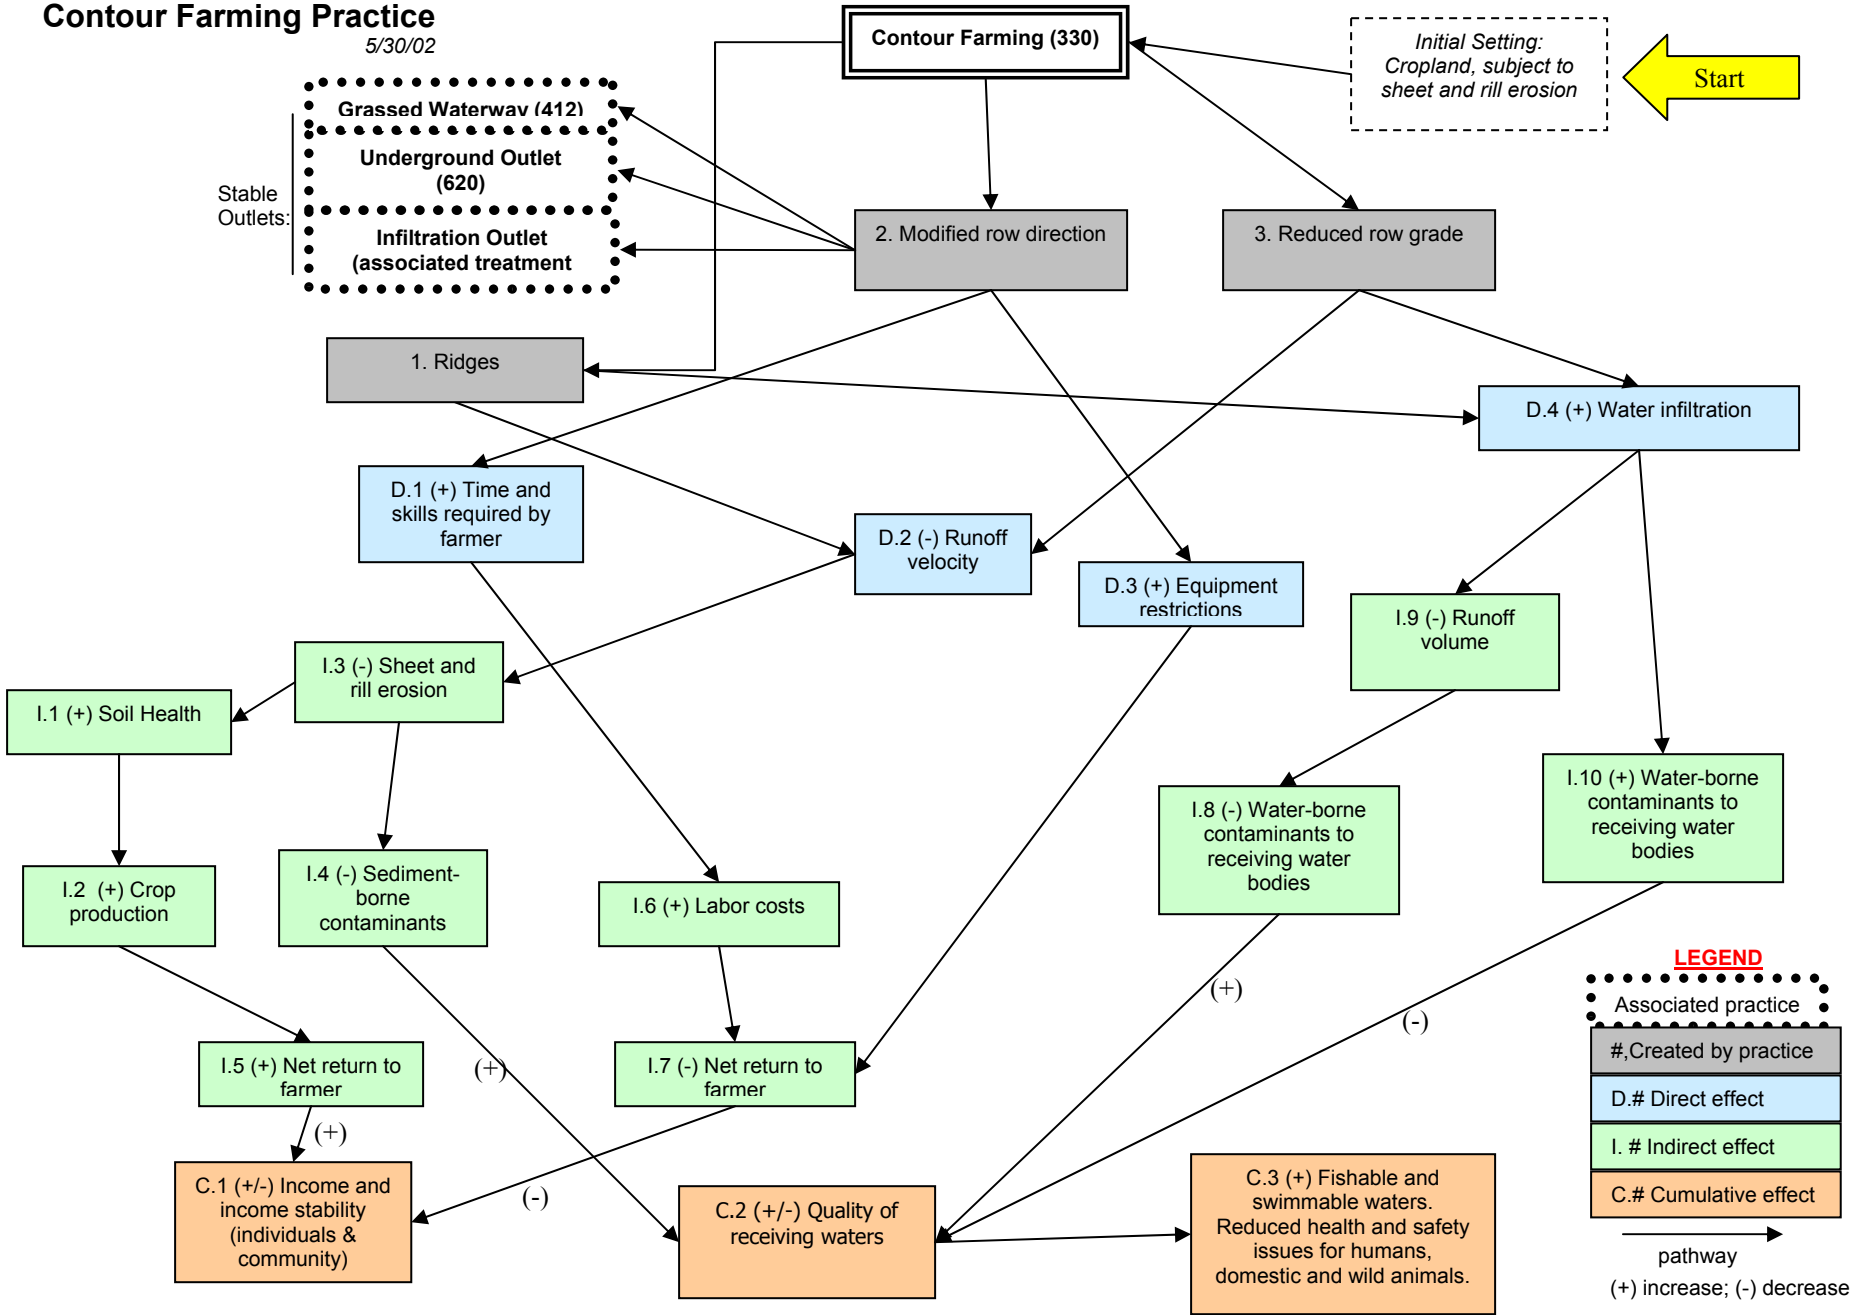 Contour Farming Practice
5/30/02
Contour Farming (330)
Initial Setting:
Cropland, subject to
sheet and rill erosion
Start
Stable
Outlets:
Grassed Waterway (412)
Underground Outlet
(620)
Infiltration Outlet
(associated treatment
2. Modified row direction
3. Reduced row grade
1. Ridges
D.4 (+) Water infiltration
D.1 (+) Time and
skills required by
farmer
D.2 (-) Runoff
velocity
D.3 (+) Equipment
restrictions
I.9 (-) Runoff
volume
I.3 (-) Sheet and
rill erosion
I.1 (+) Soil Health
I.10 (+) Water-borne
contaminants to
receiving water
bodies
I.8 (-) Water-borne
contaminants to
receiving water
bodies
I.2 (+) Crop
production
I.4 (-) Sediment-
borne
contaminants
I.6 (+) Labor costs
I.5 (+) Net return to
farmer
I.7 (-) Net return to
farmer
(+)
(+)
(-)
(+)
(-)
C.1 (+/-) Income and
income stability
(individuals &
community)
C.2 (+/-) Quality of
receiving waters
C.3 (+) Fishable and
swimmable waters.
Reduced health and safety
issues for humans,
domestic and wild animals.
LEGEND
Associated practice
#,Created by practice
D.# Direct effect
I. # Indirect effect
C.# Cumulative effect
pathway
(+) increase; (-) decrease